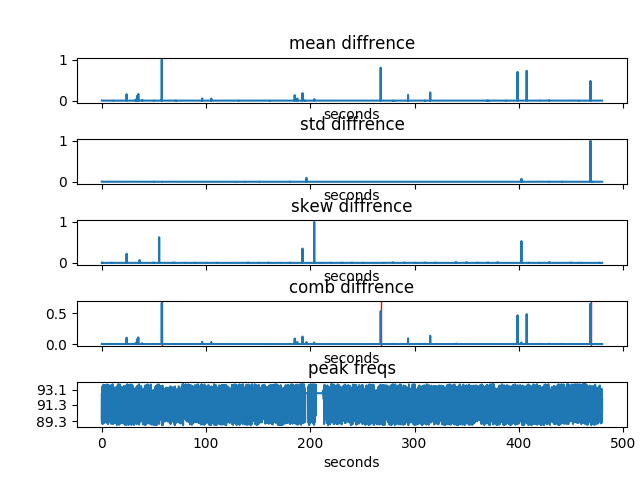 mean diffrence
1
0
seconds
std diffrence
1
0
seconds
skew diffrence
1
0
seconds
comb diffrence
0.5
0.0
seconds
peak freqs
93.1
91.3
89.3
0 100 200 300 400 500
seconds